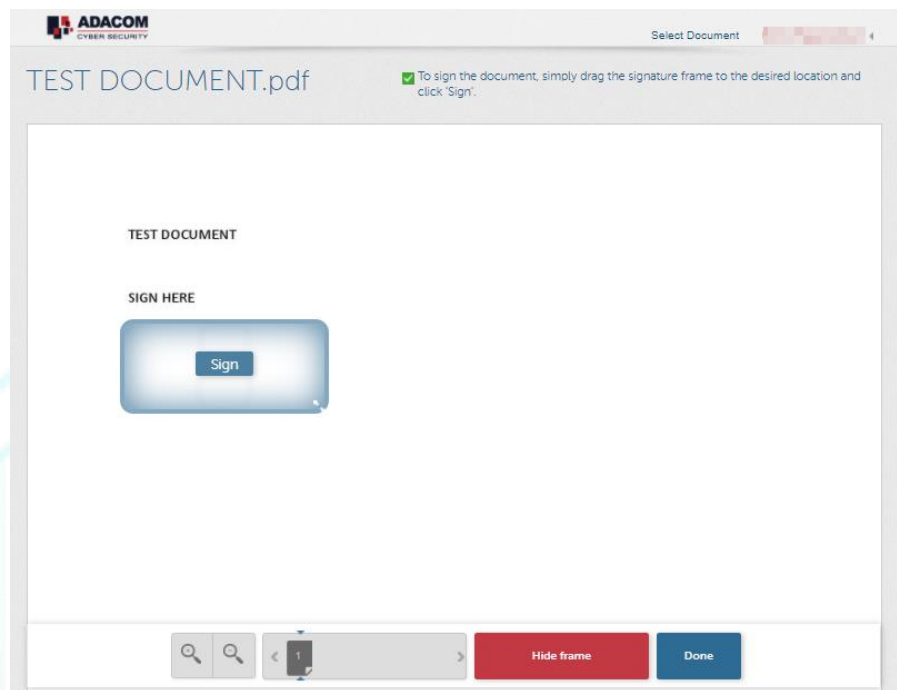 ADACOM
CYBER SECURITY
Select Document
TEST DOCUMENT.pdf
To sign the document, simply drag the signature frame to the desired location and
click 'Sign'.
TEST DOCUMENT
SIGN HERE
Sign
1
Hide frame
Done